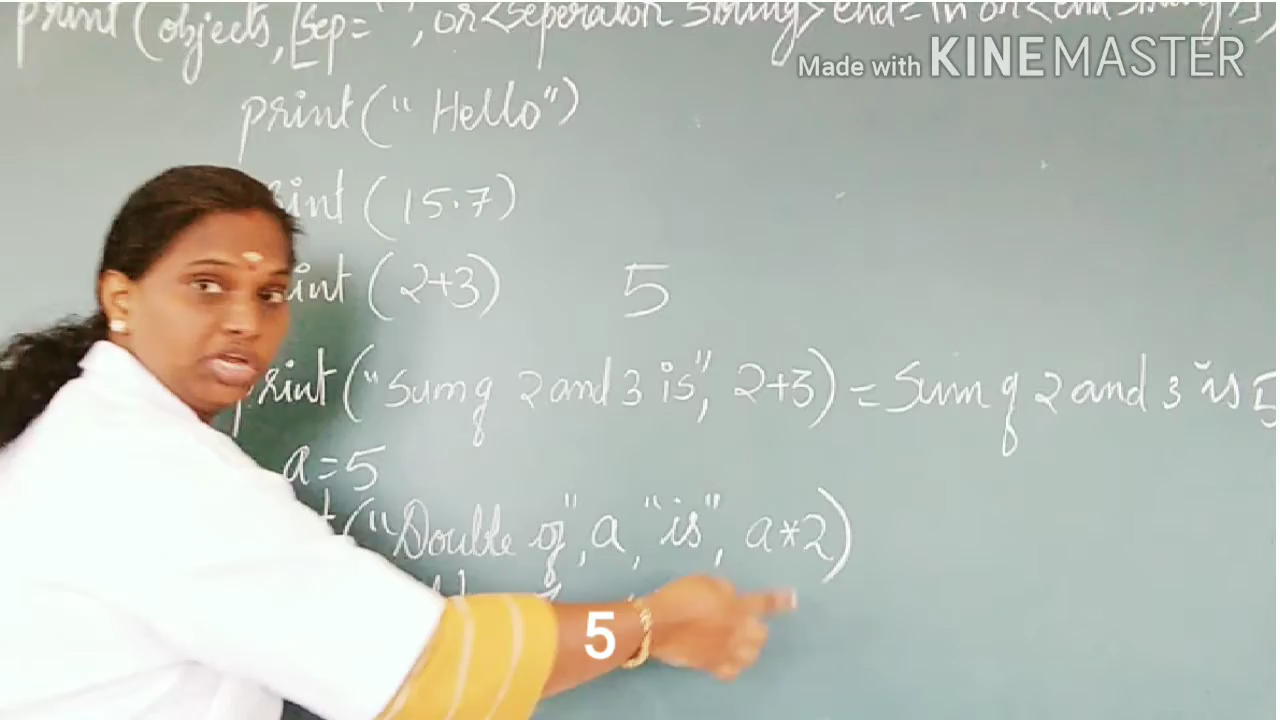 print (objects, [sep=' ', or <seperator string> end=\n or <end string>])
Made with KINEMASTER
print("Hello")
print (15.7)
print (2+3) 5
print ("Sum of 2 and 3 is", 2+3) = Sum of 2 and 3 is 5
a=5
("Double of", a, "is", a*2)
5